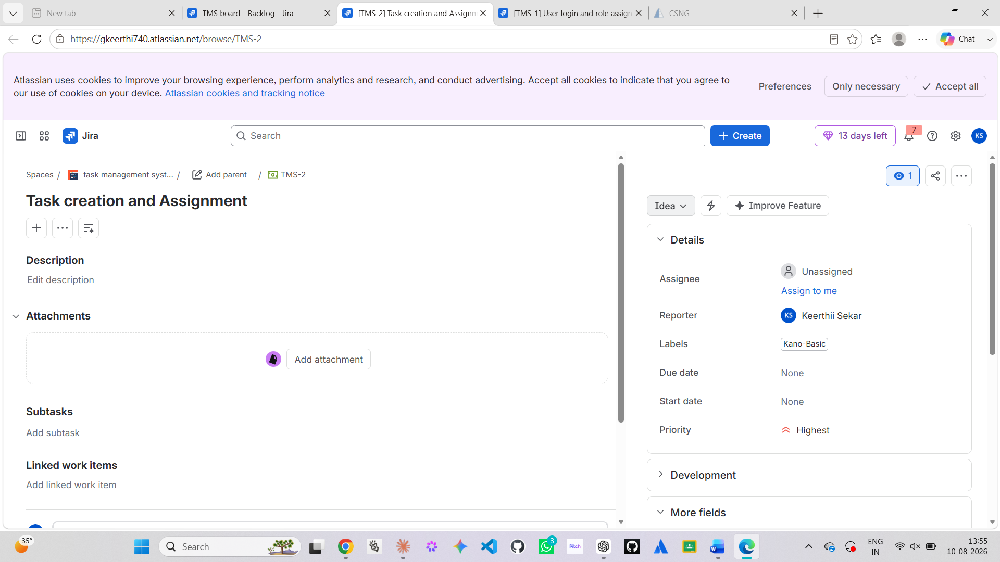 New tab
TMS board - Backlog - Jira
[TMS-2] Task creation and Assignm
[TMS-1] User login and role assign
CSNG
https://gkeerthi740.atlassian.net/browse/TMS-2
Chat
Atlassian uses cookies to improve your browsing experience, perform analytics and research, and conduct advertising. Accept all cookies to indicate that you agree to
our use of cookies on your device. Atlassian cookies and tracking notice
Preferences
Only necessary
Accept all
Jira
Search
Create
13 days left
7
KS
Spaces / task management syst... / Add parent / TMS-2
1
Task creation and Assignment
Idea
Improve Feature
Details
Description
Edit description
Assignee
Unassigned
Assign to me
Attachments
Reporter
KS Keerthii Sekar
Labels
Kano-Basic
Add attachment
Due date
None
Start date
None
Subtasks
Add subtask
Priority
Highest
Linked work items
Add linked work item
Development
More fields
35°
Search
3
Pitch
ENG
IN
13:55
10-08-2026